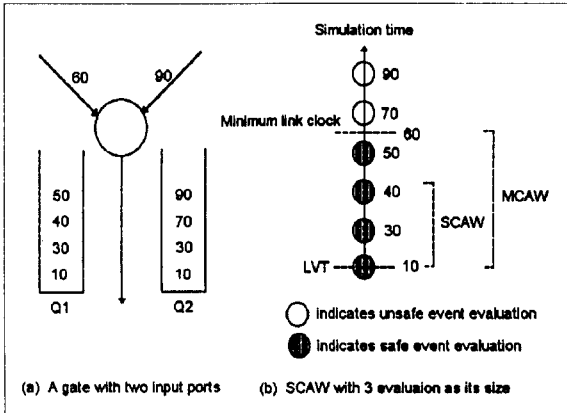 60
90
50
40
30
10
Q1
90
70
30
10
Q2
(a) A gate with two input ports
Simulation time
90
70
Minimum link clock
60
50
40
30
LVT
10
SCAW
MCAW
indicates unsafe event evaluation
indicates safe event evaluation
(b) SCAW with 3 evaluaion as its size